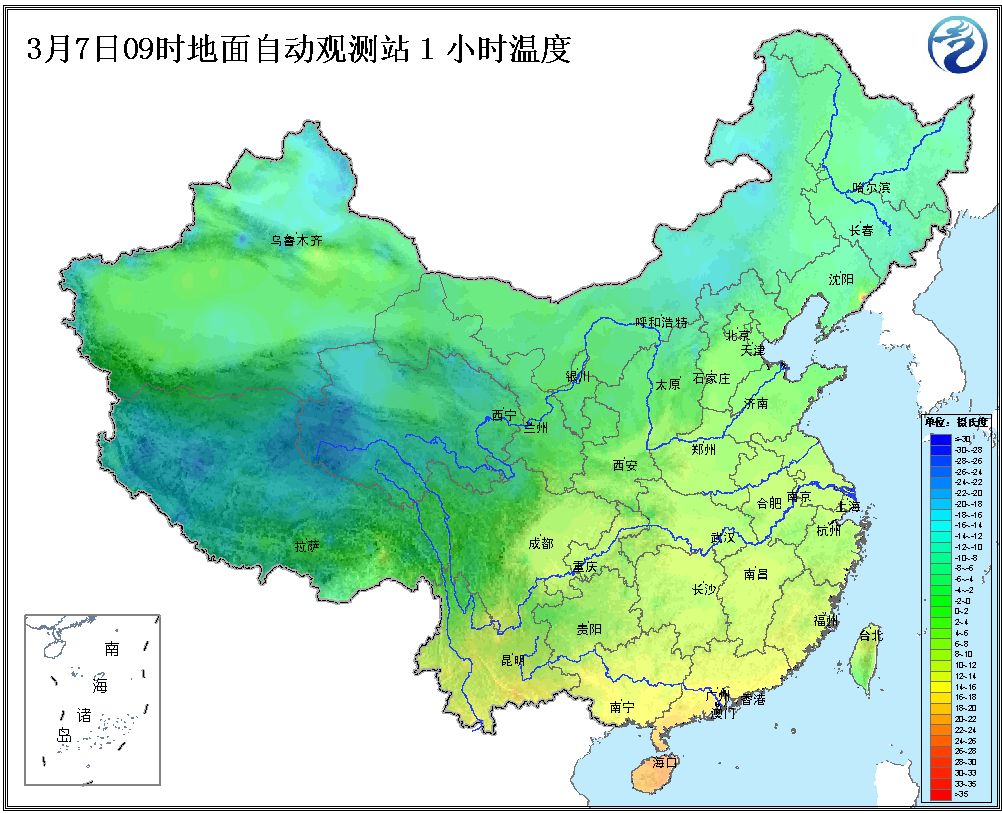 3月7日09时地面自动观测站1小时温度
哈尔滨
长春
乌鲁木齐
沈阳
呼和浩特
北京
天津
银川
太原
石家庄
济南
西宁
兰州
郑州
西安
合肥
南京
上海
杭州
拉萨
成都
重庆
武汉
南昌
长沙
贵阳
福州
台北
昆明
南宁
广州
香港
澳门
海口
南
海
诸
岛
单位：摄氏度
≤-30
-30~-28
-28~-26
-26~-24
-24~-22
-22~-20
-20~-18
-18~-16
-16~-14
-14~-12
-12~-10
-10~-8
-8~-6
-6~-4
-4~-2
-2~0
0~2
2~4
4~6
6~8
8~10
10~12
12~14
14~16
16~18
18~20
20~22
22~24
24~26
26~28
28~30
30~33
33~35
>35